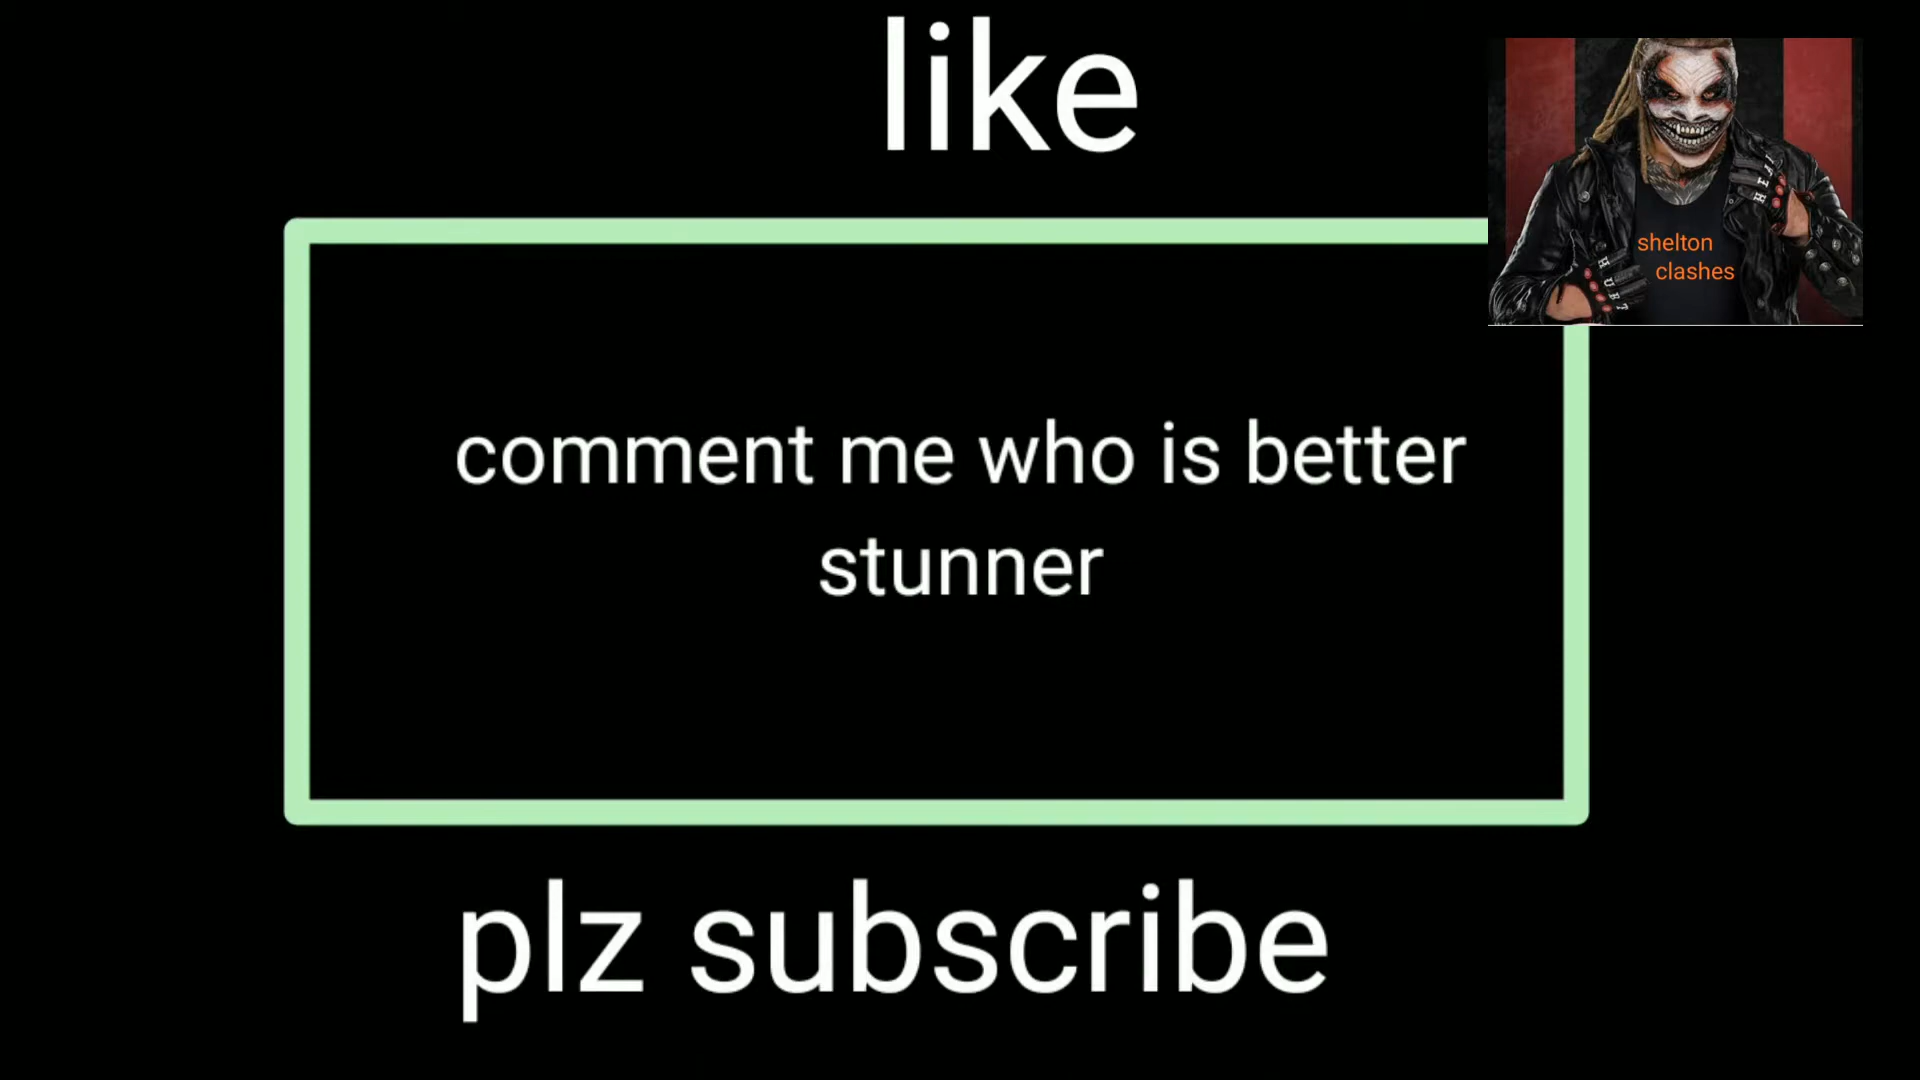 like
shelton
clashes
comment me who is better
stunner
plz subscribe